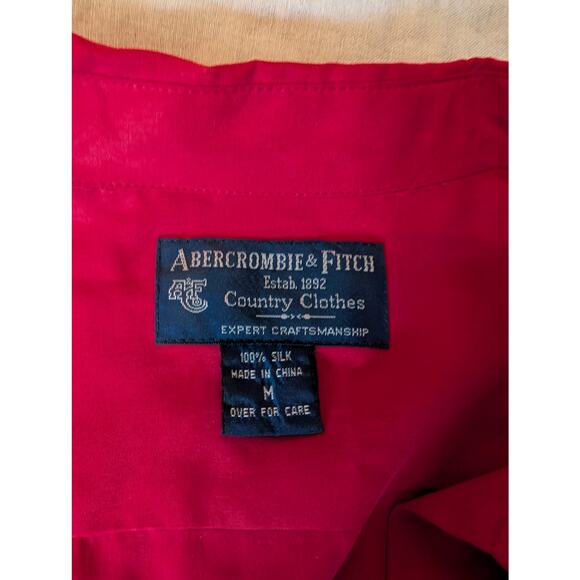 ABERCROMBIE & FITCH
Estab. 1892
A&F
Country Clothes
EXPERT CRAFTSMANSHIP
100% SILK
MADE IN CHINA
M
OVER FOR CARE